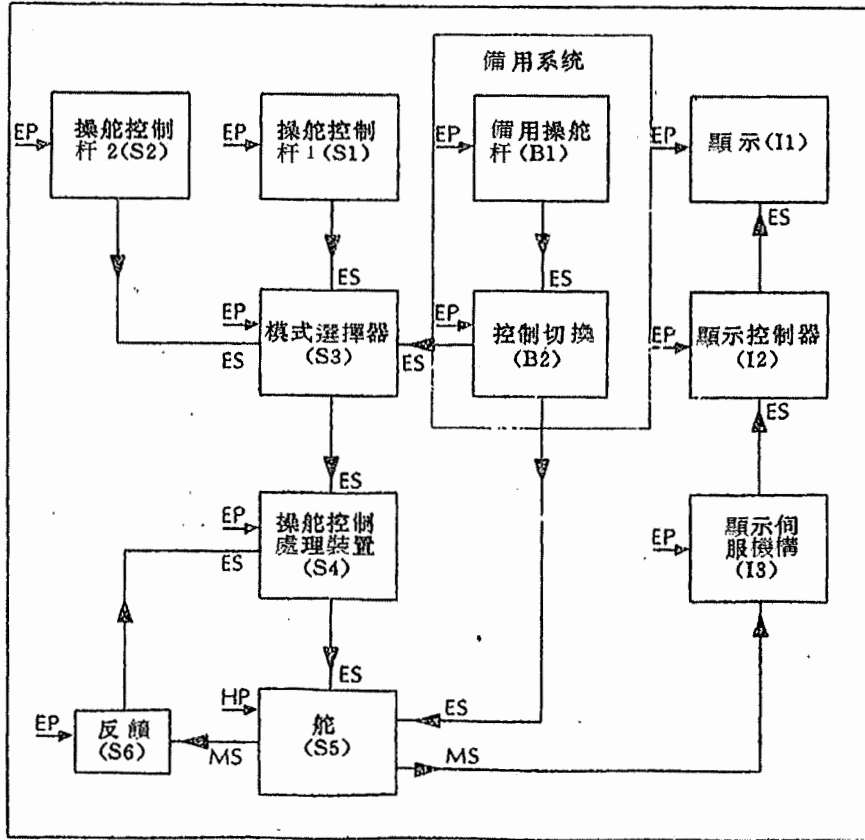 備用系统
EP
操舵控制
杆 2(S2)
EP
操舵控制
杆 1(S1)
EP
備用操舵
杆(B1)
EP
顯示(I1)
ES
ES
ES
EP
模式選擇器
(S3)
ES
ES
EP
控制切換
(B2)
EP
顯示控制器
(I2)
ES
ES
EP
操舵控制
處理裝置
(S4)
ES
EP
顯示伺
服機構
(I3)
ES
HP
舵
(S5)
ES
MS
MS
EP
反饋
(S6)